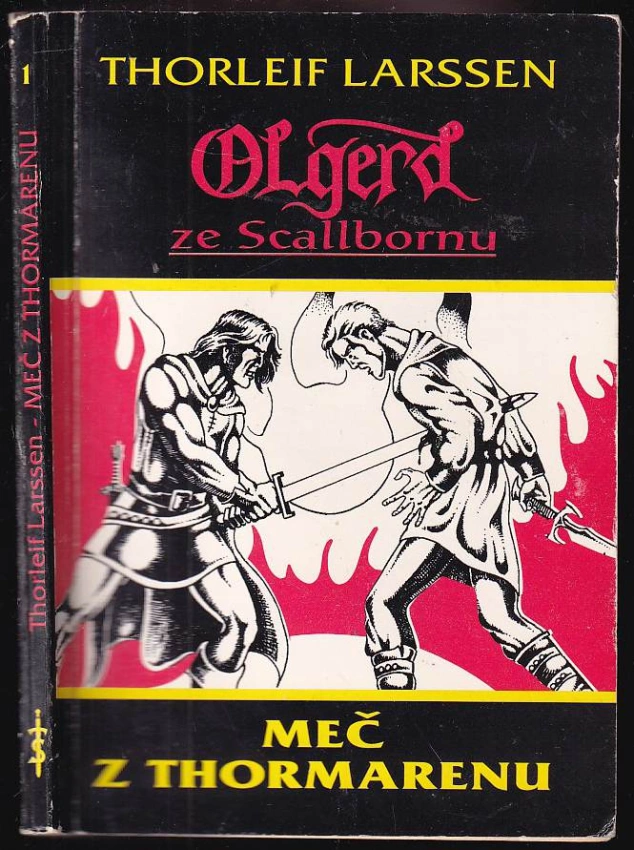 THORLEIF LARSSEN
OLgerd
ze Scallbornu
MEČ
Z THORMARENU
1
Thorleif Larssen - MEČ Z THORMARENU